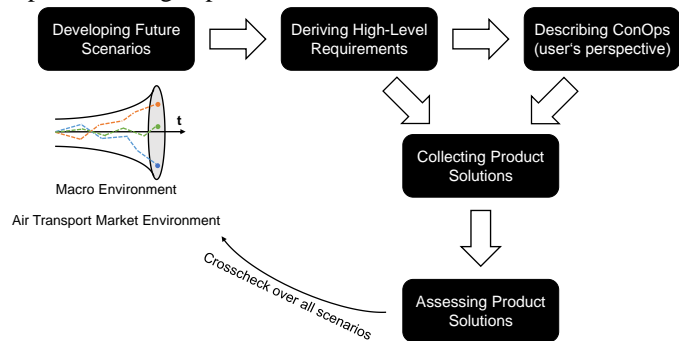 Developing Future
Scenarios
Deriving High-Level
Requirements
Describing ConOps
(user‘s perspective)
t
Macro Environment
Air Transport Market Environment
Collecting Product
Solutions
Crosscheck over all scenarios
Assessing Product
Solutions